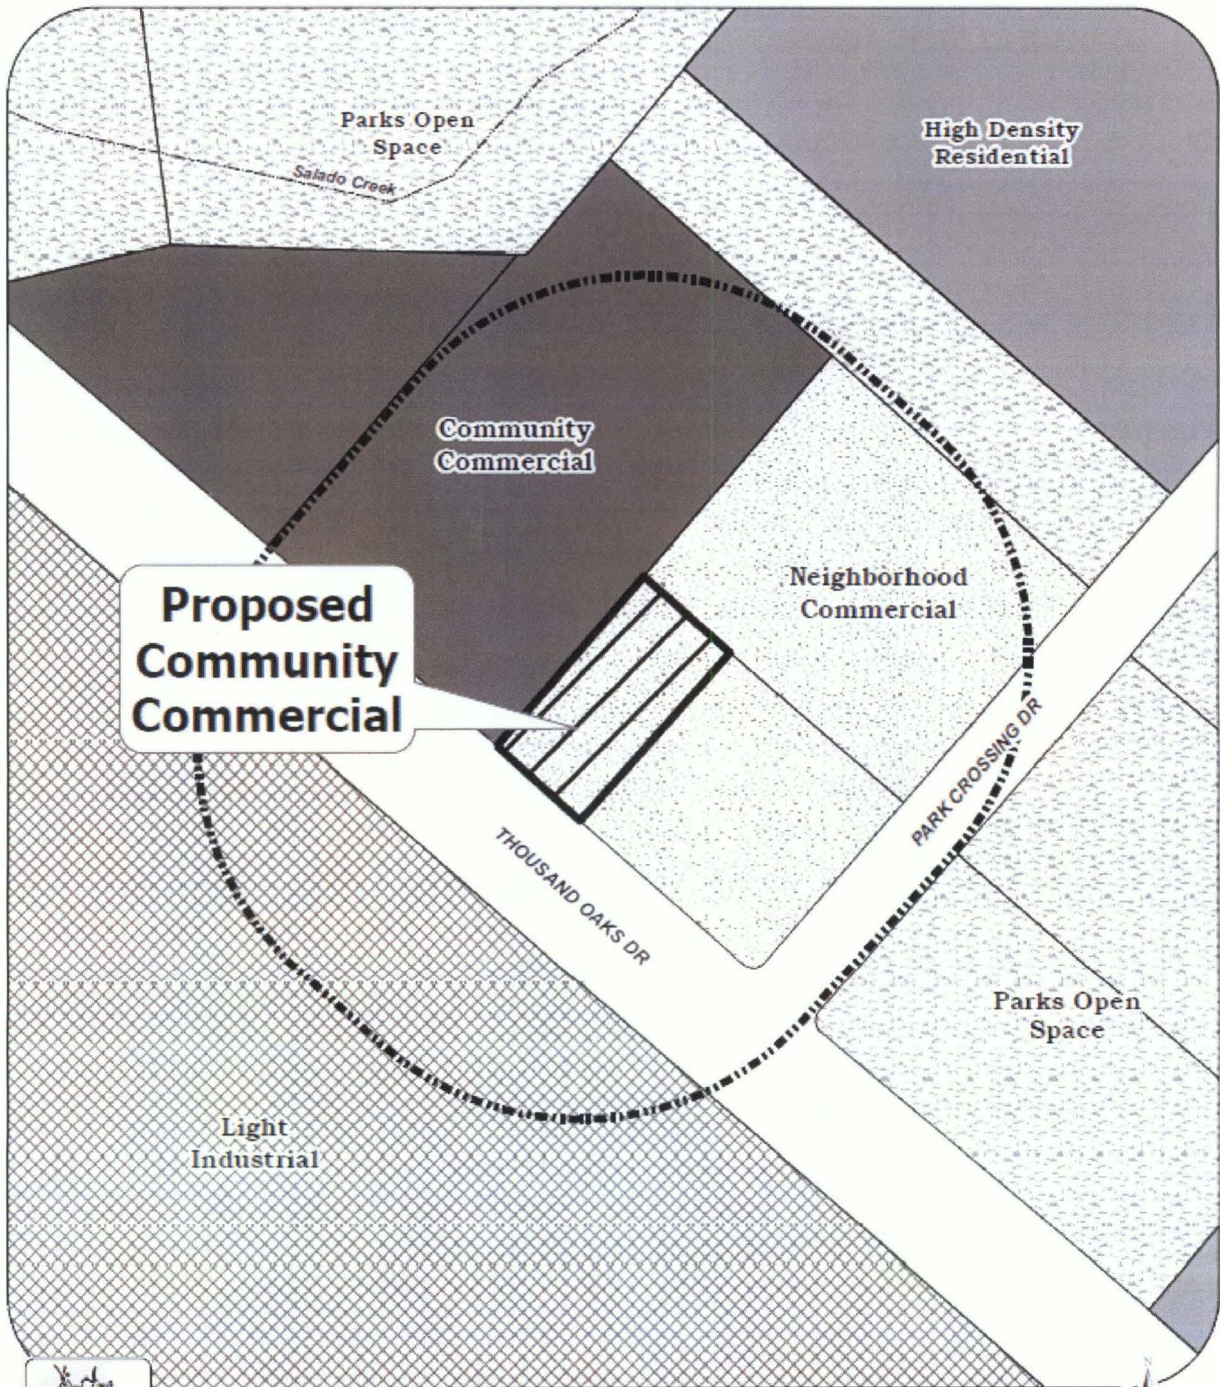 Parks Open
Space
Salado Creek
High Density
Residential
Community
Commercial
Neighborhood
Commercial
Proposed
Community
Commercial
PARK CROSSING DR
THOUSAND OAKS DR
Parks Open
Space
Light
Industrial
N